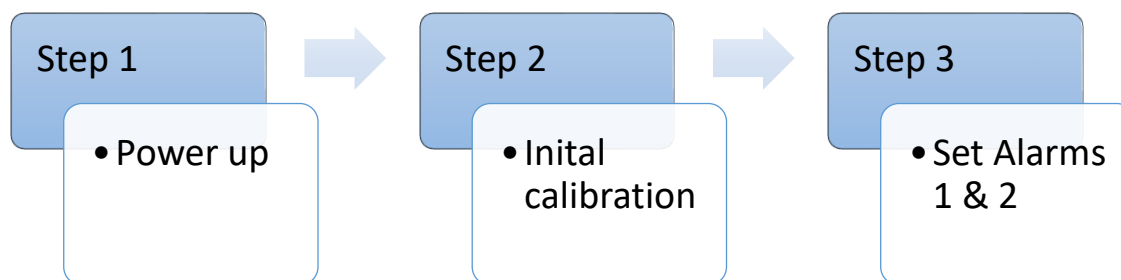 Step 1
• Power up
Step 2
• Inital
calibration
Step 3
• Set Alarms
1 & 2